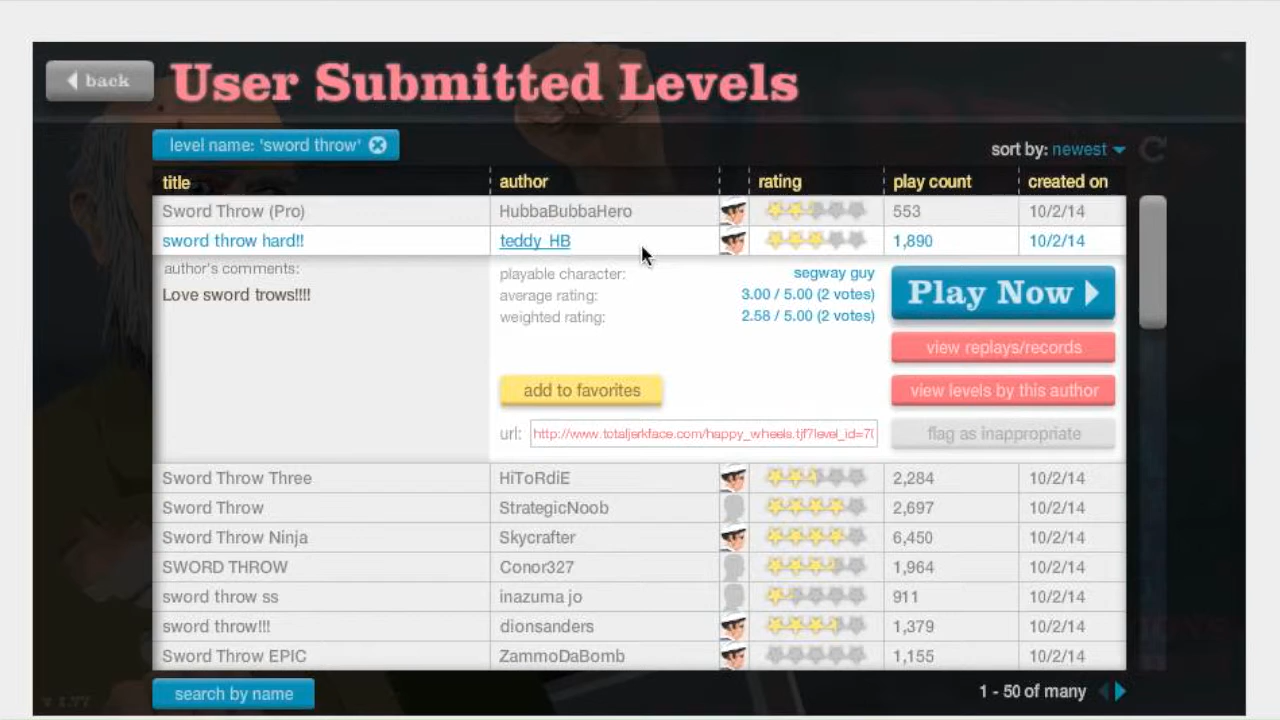 back
User Submitted Levels
level name: 'sword throw'
sort by: newest
title author rating play count created on
Sword Throw (Pro) HubbaBubbaHero 553 10/2/14
sword throw hard!! teddy_HB 1,890 10/2/14
author's comments:
Love sword trows!!!!
playable character: segway guy
average rating: 3.00 / 5.00 (2 votes)
weighted rating: 2.58 / 5.00 (2 votes)
Play Now
view replays/records
add to favorites
view levels by this author
url: http://www.totaljerkface.com/happy_wheels.tjf?level_id=7(
flag as inappropriate
Sword Throw Three HiToRdiE 2,284 10/2/14
Sword Throw StrategicNoob 2,697 10/2/14
Sword Throw Ninja Skycrafter 6,450 10/2/14
SWORD THROW Conor327 1,964 10/2/14
sword throw ss inazuma jo 911 10/2/14
sword throw!!! dionsanders 1,379 10/2/14
Sword Throw EPIC ZammoDaBomb 1,155 10/2/14
search by name
1 - 50 of many